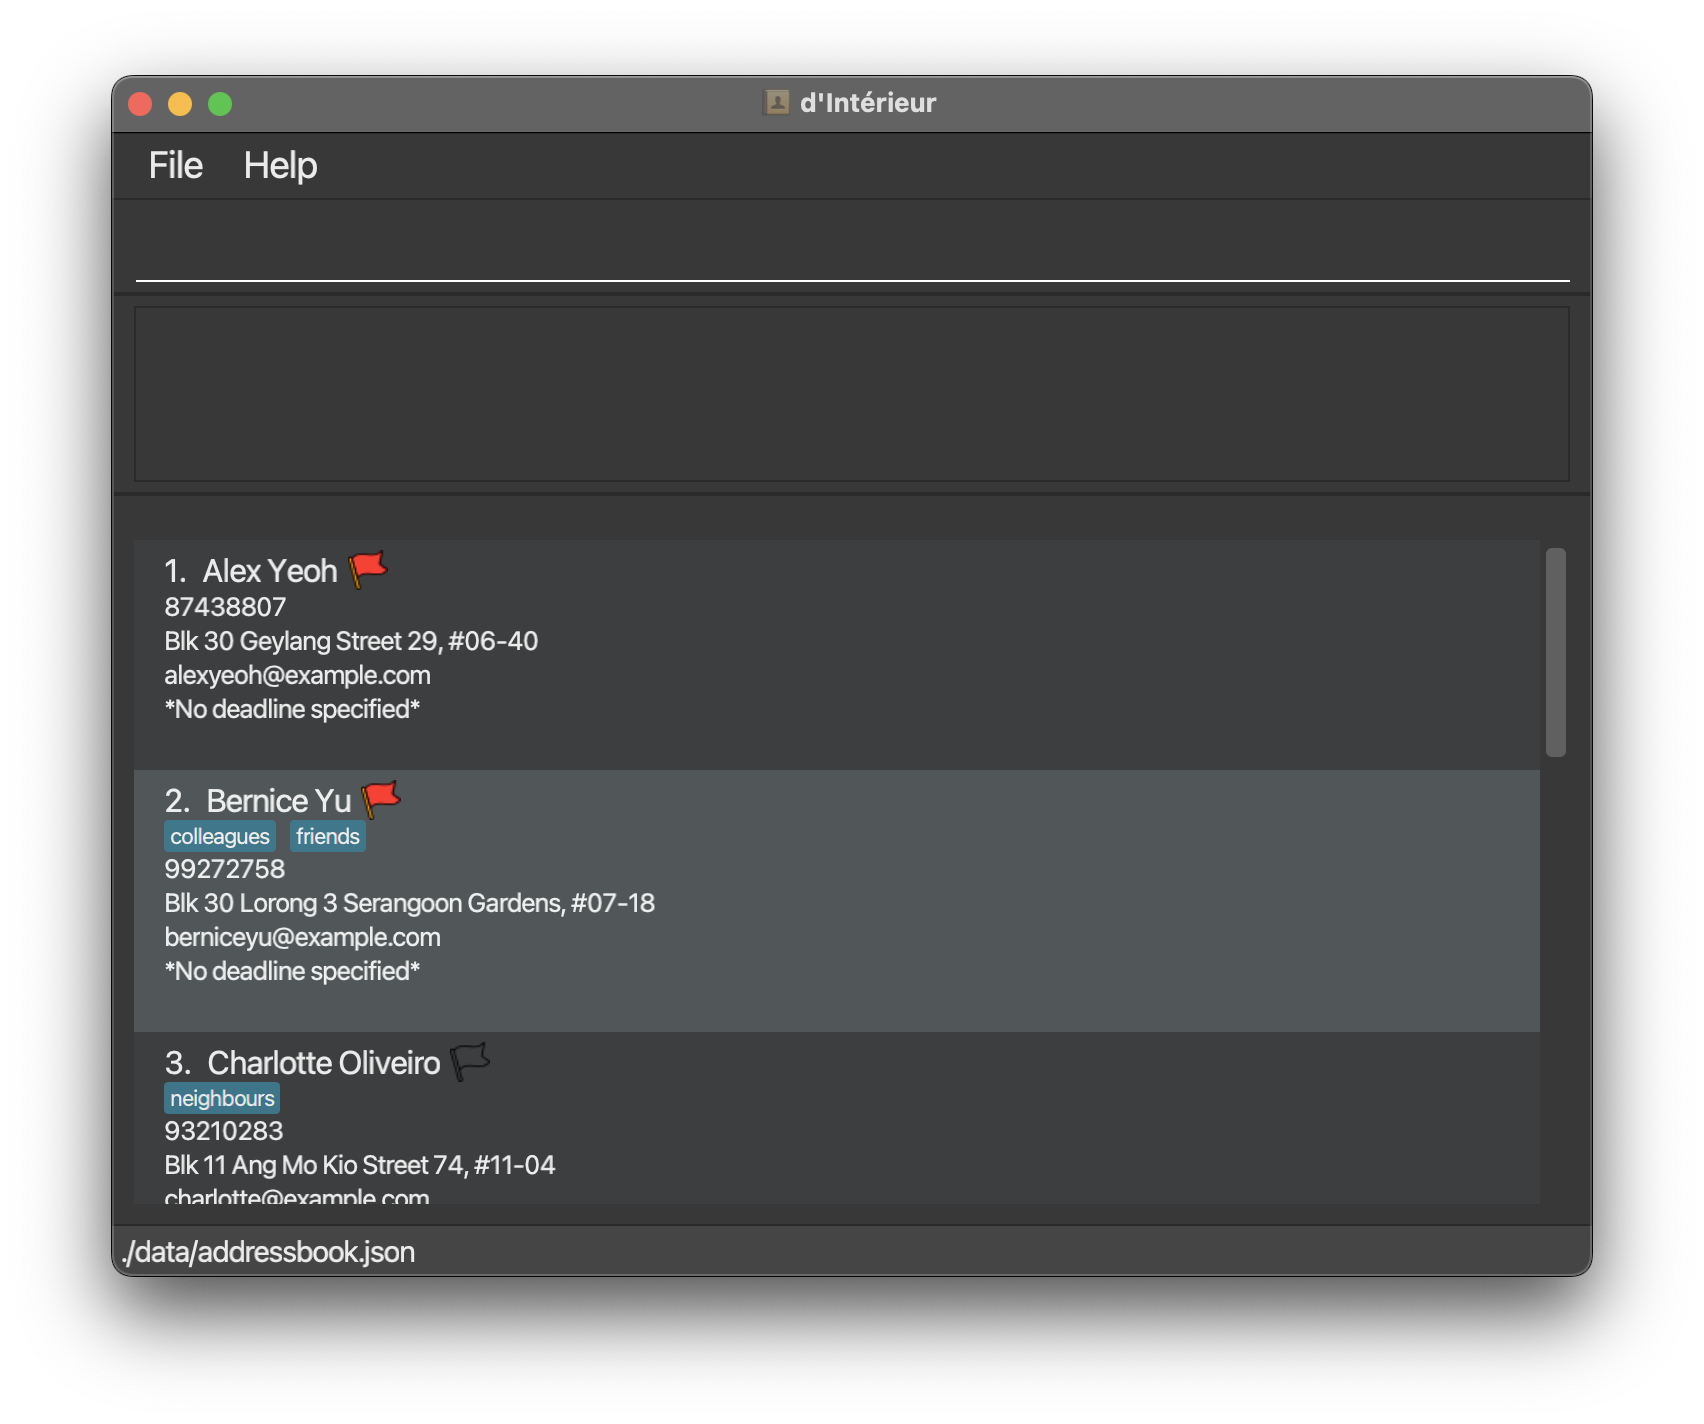 d'Intérieur
File Help
1. Alex Yeoh
87438807
Blk 30 Geylang Street 29, #06-40
alexyeoh@example.com
*No deadline specified*
2. Bernice Yu
colleagues friends
99272758
Blk 30 Lorong 3 Serangoon Gardens, #07-18
berniceyu@example.com
*No deadline specified*
3. Charlotte Oliveiro
neighbours
93210283
Blk 11 Ang Mo Kio Street 74, #11-04
charlotte@example.com
./data/addressbook.json